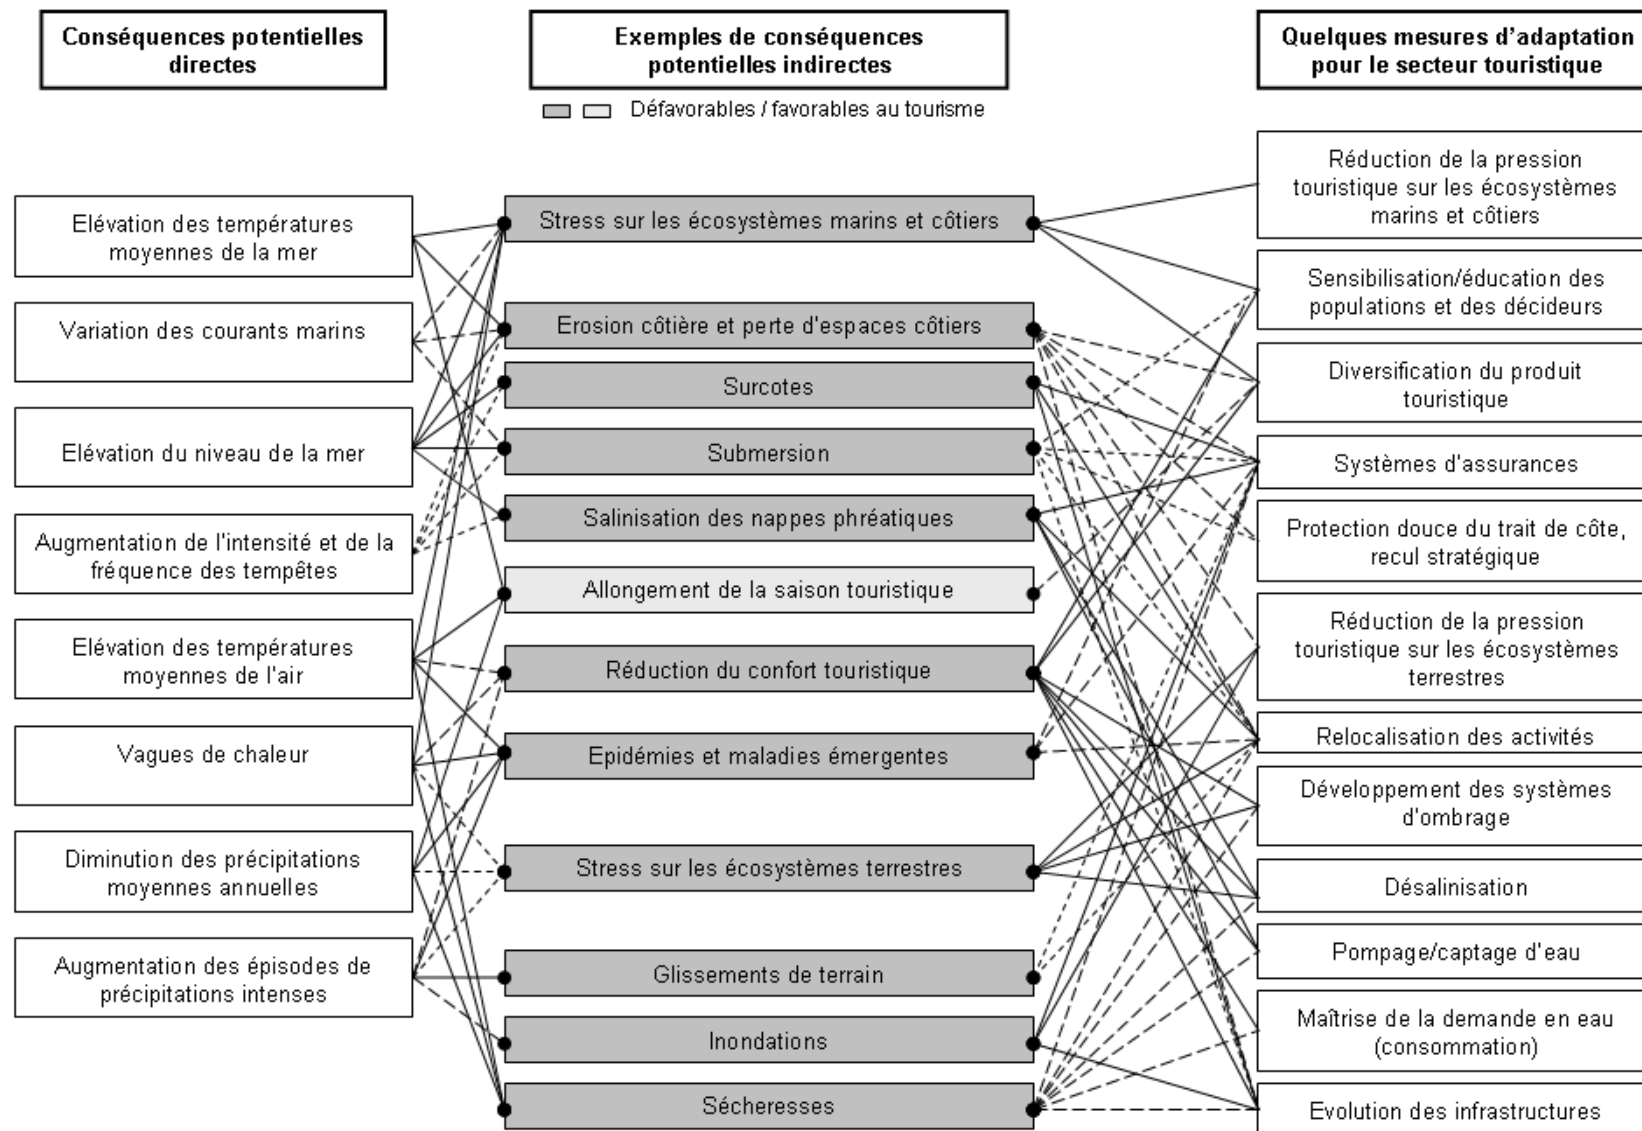 Conséquences potentielles
directes
Exemples de conséquences
potentielles indirectes
Quelques mesures d'adaptation
pour le secteur touristique
Défavorables / favorables au tourisme
Elévation des températures
moyennes de la mer
Variation des courants marins
Elévation du niveau de la mer
Augmentation de l'intensité et de la
fréquence des tempêtes
Elévation des températures
moyennes de l'air
Vagues de chaleur
Diminution des précipitations
moyennes annuelles
Augmentation des épisodes de
précipitations intenses
Stress sur les écosystèmes marins et côtiers
Erosion côtière et perte d'espaces côtiers
Surcotes
Submersion
Salinisation des nappes phréatiques
Allongement de la saison touristique
Réduction du confort touristique
Epidémies et maladies émergentes
Stress sur les écosystèmes terrestres
Glissements de terrain
Inondations
Sécheresses
Réduction de la pression
touristique sur les écosystèmes
marins et côtiers
Sensibilisation/éducation des
populations et des décideurs
Diversification du produit
touristique
Systèmes d'assurances
Protection douce du trait de côte,
recul stratégique
Réduction de la pression
touristique sur les écosystèmes
terrestres
Relocalisation des activités
Développement des systèmes
d'ombrage
Désalinisation
Pompage/captage d'eau
Maîtrise de la demande en eau
(consommation)
Evolution des infrastructures